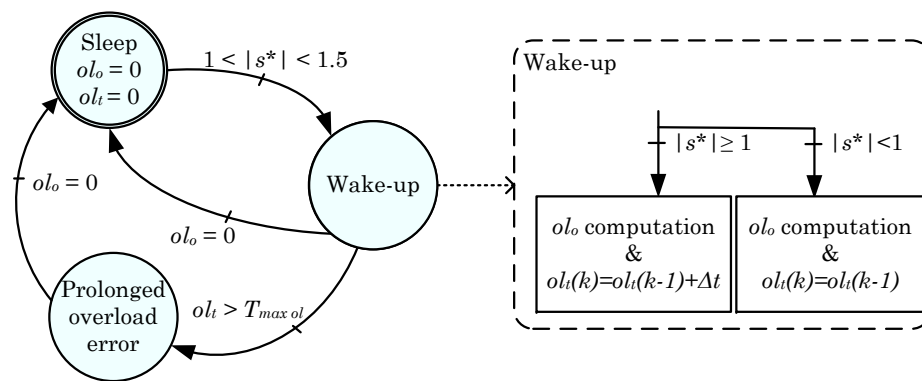 Sleep
olₒ = 0
olₜ = 0
1 < |s*| < 1.5
Wake-up
olₒ = 0
olₒ = 0
Prolonged
overload
error
olₜ > Tₘₐₓ ₒₗ
Wake-up
|s*| ≥ 1
|s*|<1
olₒ computation
&
olₜ(k)=olₜ(k-1)+Δt
olₒ computation
&
olₜ(k)=olₜ(k-1)